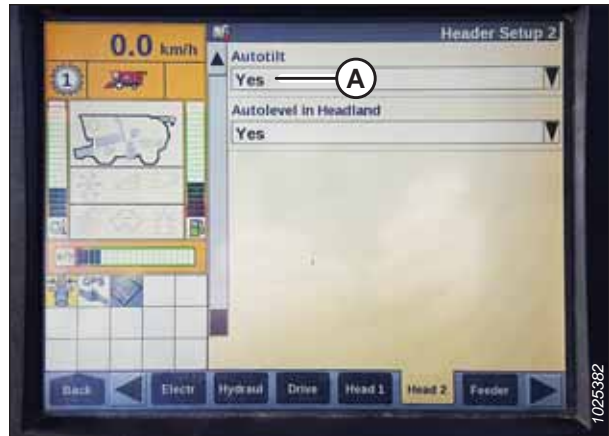 0.0 km/h
Header Setup 2
1
Autotilt
Yes
A
Autolevel in Headland
Yes
GPS
Back
Electr
Hydraul
Drive
Head 1
Head 2
Feeder
1025382